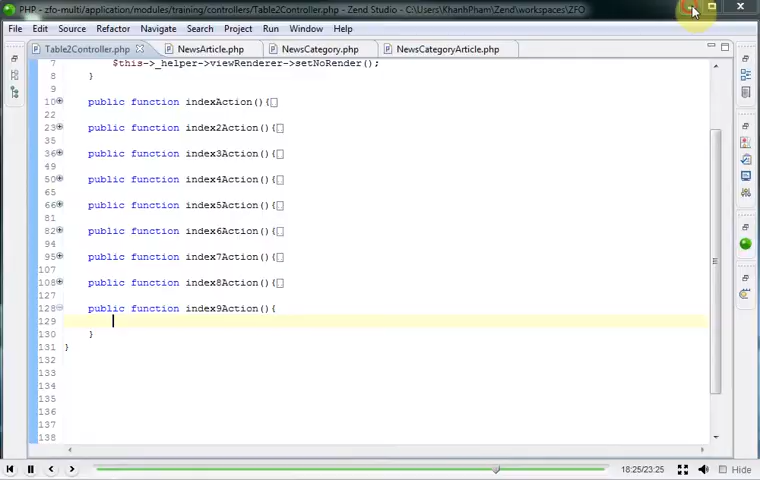 PHP - zfo-multi/application/modules/training/controllers/Table2Controller.php - Zend Studio - C:\Users\KhanhPham\Zend\workspaces\ZFO
File Edit Source Refactor Navigate Search Project Run Window Help
Table2Controller.php NewsArticle.php NewsCategory.php NewsCategoryArticle.php
7 $this->_helper->viewRenderer->setNoRender();
8 }
9
10 public function indexAction(){
22
23 public function index2Action(){
35
36 public function index3Action(){
49
50 public function index4Action(){
65
66 public function index5Action(){
81
82 public function index6Action(){
94
95 public function index7Action(){
107
108 public function index8Action(){
127
128 public function index9Action(){
129
130 }
131 }
132
133
134
135
136
137
138
18:25/23:25 Hide